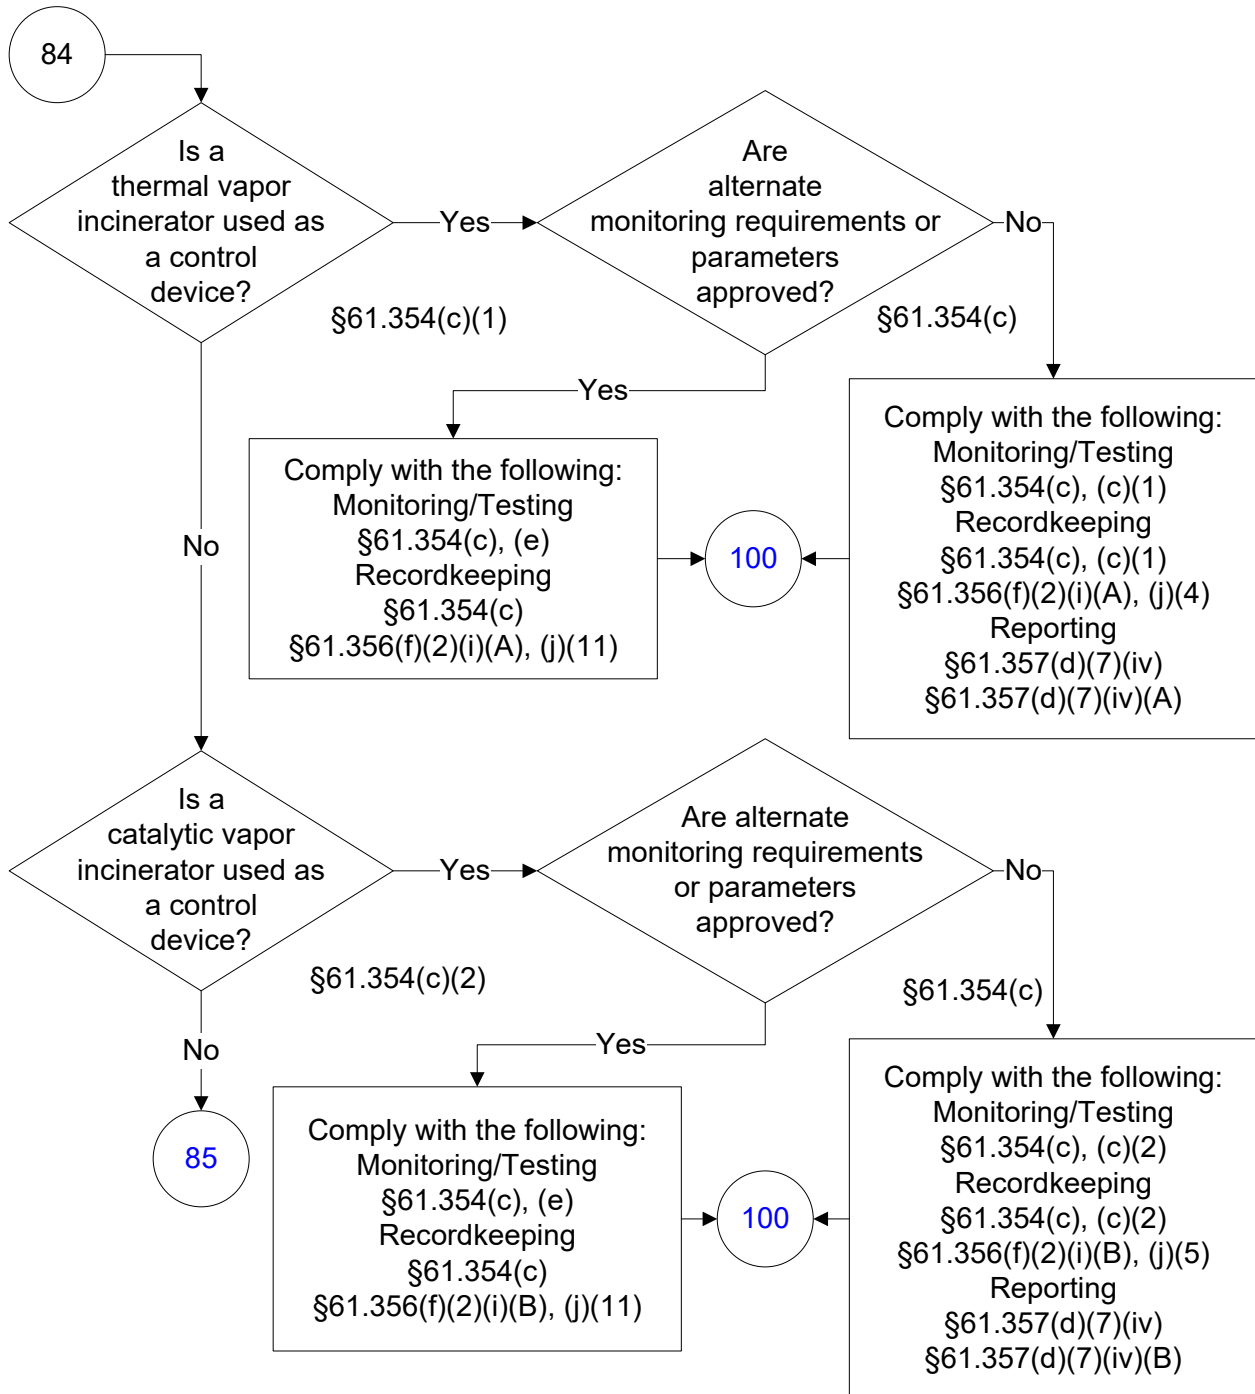 84
Is a
thermal vapor
incinerator used as
a control
device?
Yes
§61.354(c)(1)
Are
alternate
monitoring requirements or
parameters
approved?
No
§61.354(c)
Yes
Comply with the following:
Monitoring/Testing
§61.354(c), (e)
Recordkeeping
§61.354(c)
§61.356(f)(2)(i)(A), (j)(11)
100
Comply with the following:
Monitoring/Testing
§61.354(c), (c)(1)
Recordkeeping
§61.354(c), (c)(1)
§61.356(f)(2)(i)(A), (j)(4)
Reporting
§61.357(d)(7)(iv)
§61.357(d)(7)(iv)(A)
No
Is a
catalytic vapor
incinerator used as
a control
device?
Yes
§61.354(c)(2)
Are alternate
monitoring requirements
or parameters
approved?
No
§61.354(c)
Yes
No
85
Comply with the following:
Monitoring/Testing
§61.354(c), (e)
Recordkeeping
§61.354(c)
§61.356(f)(2)(i)(B), (j)(11)
100
Comply with the following:
Monitoring/Testing
§61.354(c), (c)(2)
Recordkeeping
§61.354(c), (c)(2)
§61.356(f)(2)(i)(B), (j)(5)
Reporting
§61.357(d)(7)(iv)
§61.357(d)(7)(iv)(B)